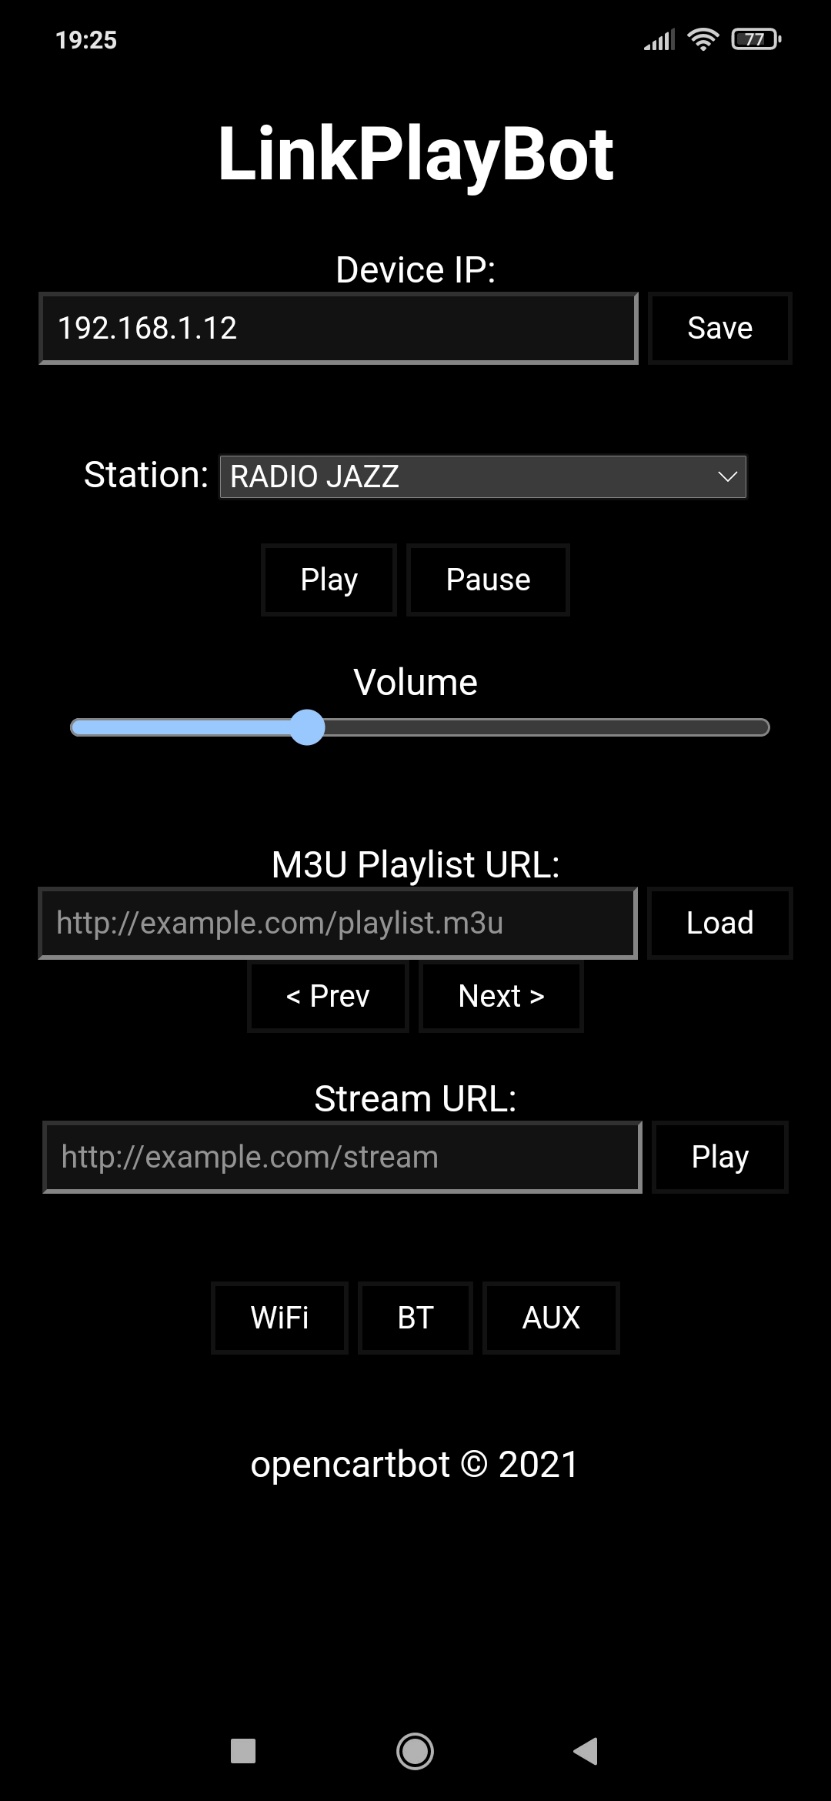 19:25 77
LinkPlayBot
Device IP:
192.168.1.12 Save
Station: RADIO JAZZ
Play Pause
Volume
M3U Playlist URL:
http://example.com/playlist.m3u Load
< Prev Next >
Stream URL:
http://example.com/stream Play
WiFi BT AUX
opencartbot © 2021